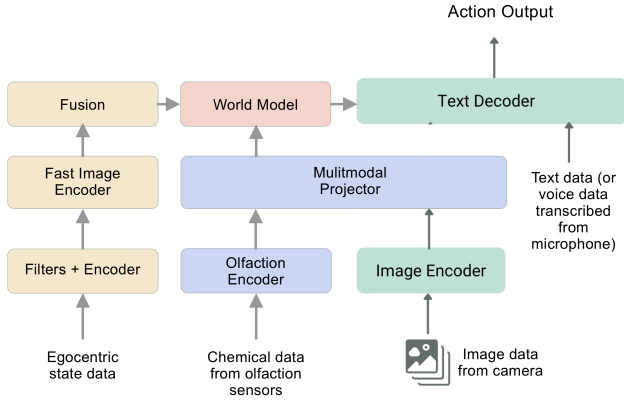 Action Output
Fusion
World Model
Text Decoder
Fast Image
Encoder
Mulitmodal
Projector
Text data (or
voice data
transcribed
from
microphone)
Filters + Encoder
Olfaction
Encoder
Image Encoder
Egocentric
state data
Chemical data
from olfaction
sensors
Image data
from camera